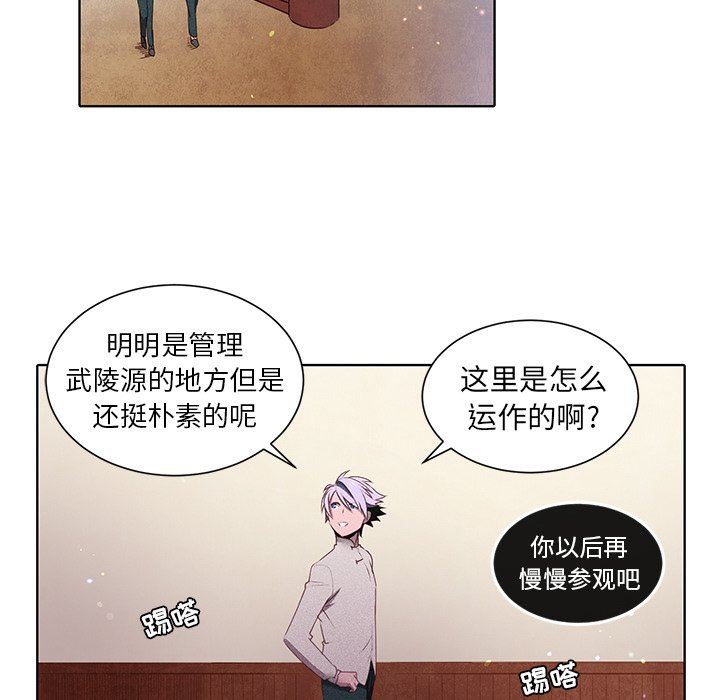 明明是管理
武陵源的地方但是
还挺朴素的呢
这里是怎么
运作的啊?
你以后再
慢慢参观吧
踢嗒
踢嗒